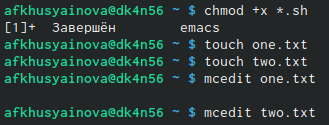 afkhusyainova@dk4n56 ~ $ chmod +x *.sh
[1]+  Завершён        emacs
afkhusyainova@dk4n56 ~ $ touch one.txt
afkhusyainova@dk4n56 ~ $ touch two.txt
afkhusyainova@dk4n56 ~ $ mcedit one.txt
afkhusyainova@dk4n56 ~ $ mcedit two.txt